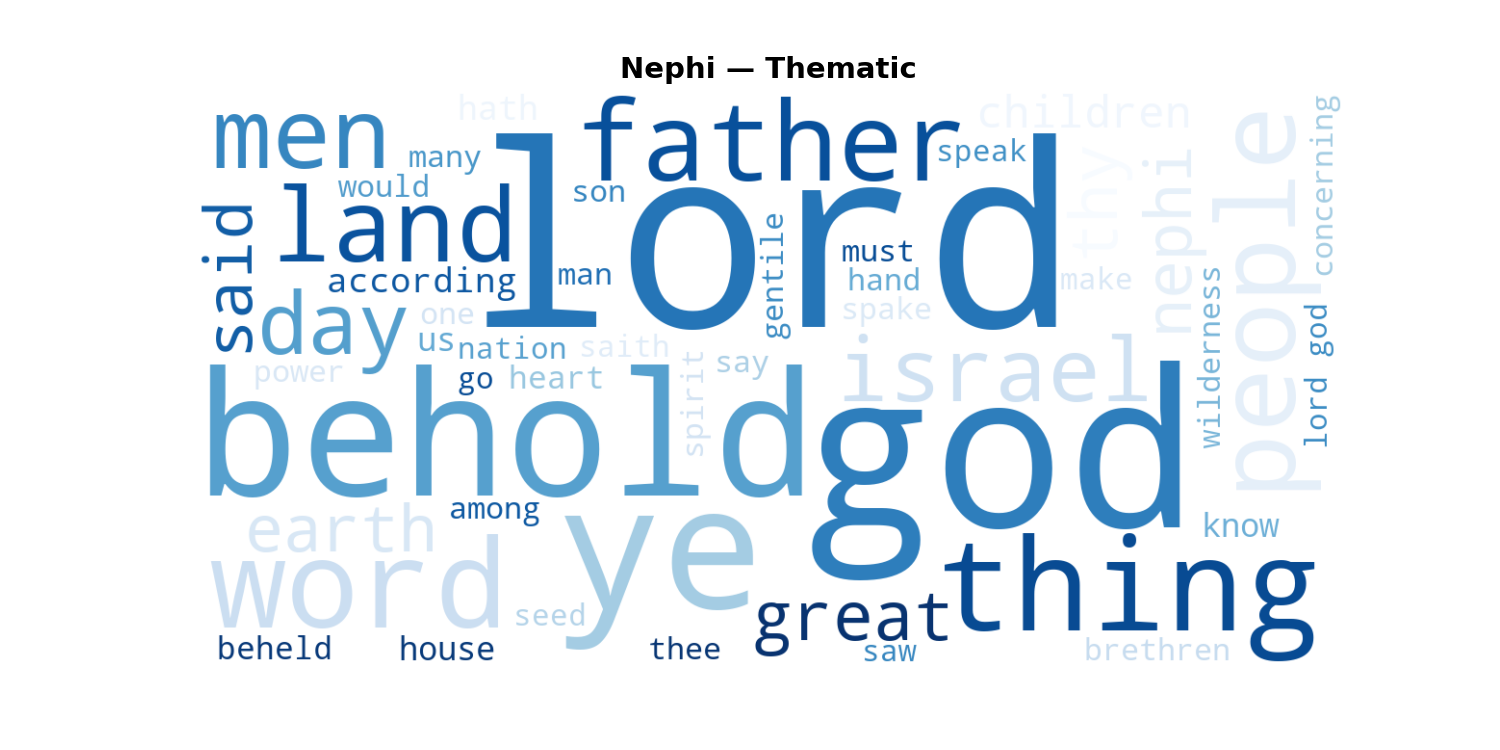 Nephi — Thematic
hath
children
men
father
concerning
many
speak
would
son
lord
thy
nephi
people
said
land
gentile
must
according
man
hand
make
wilderness
day
one
spake
us
nation
saith
say
israel
lord god
power
go
heart
spirit
behold
god
earth
among
ye
know
word
thing
seed
great
beheld
house
thee
saw
brethren